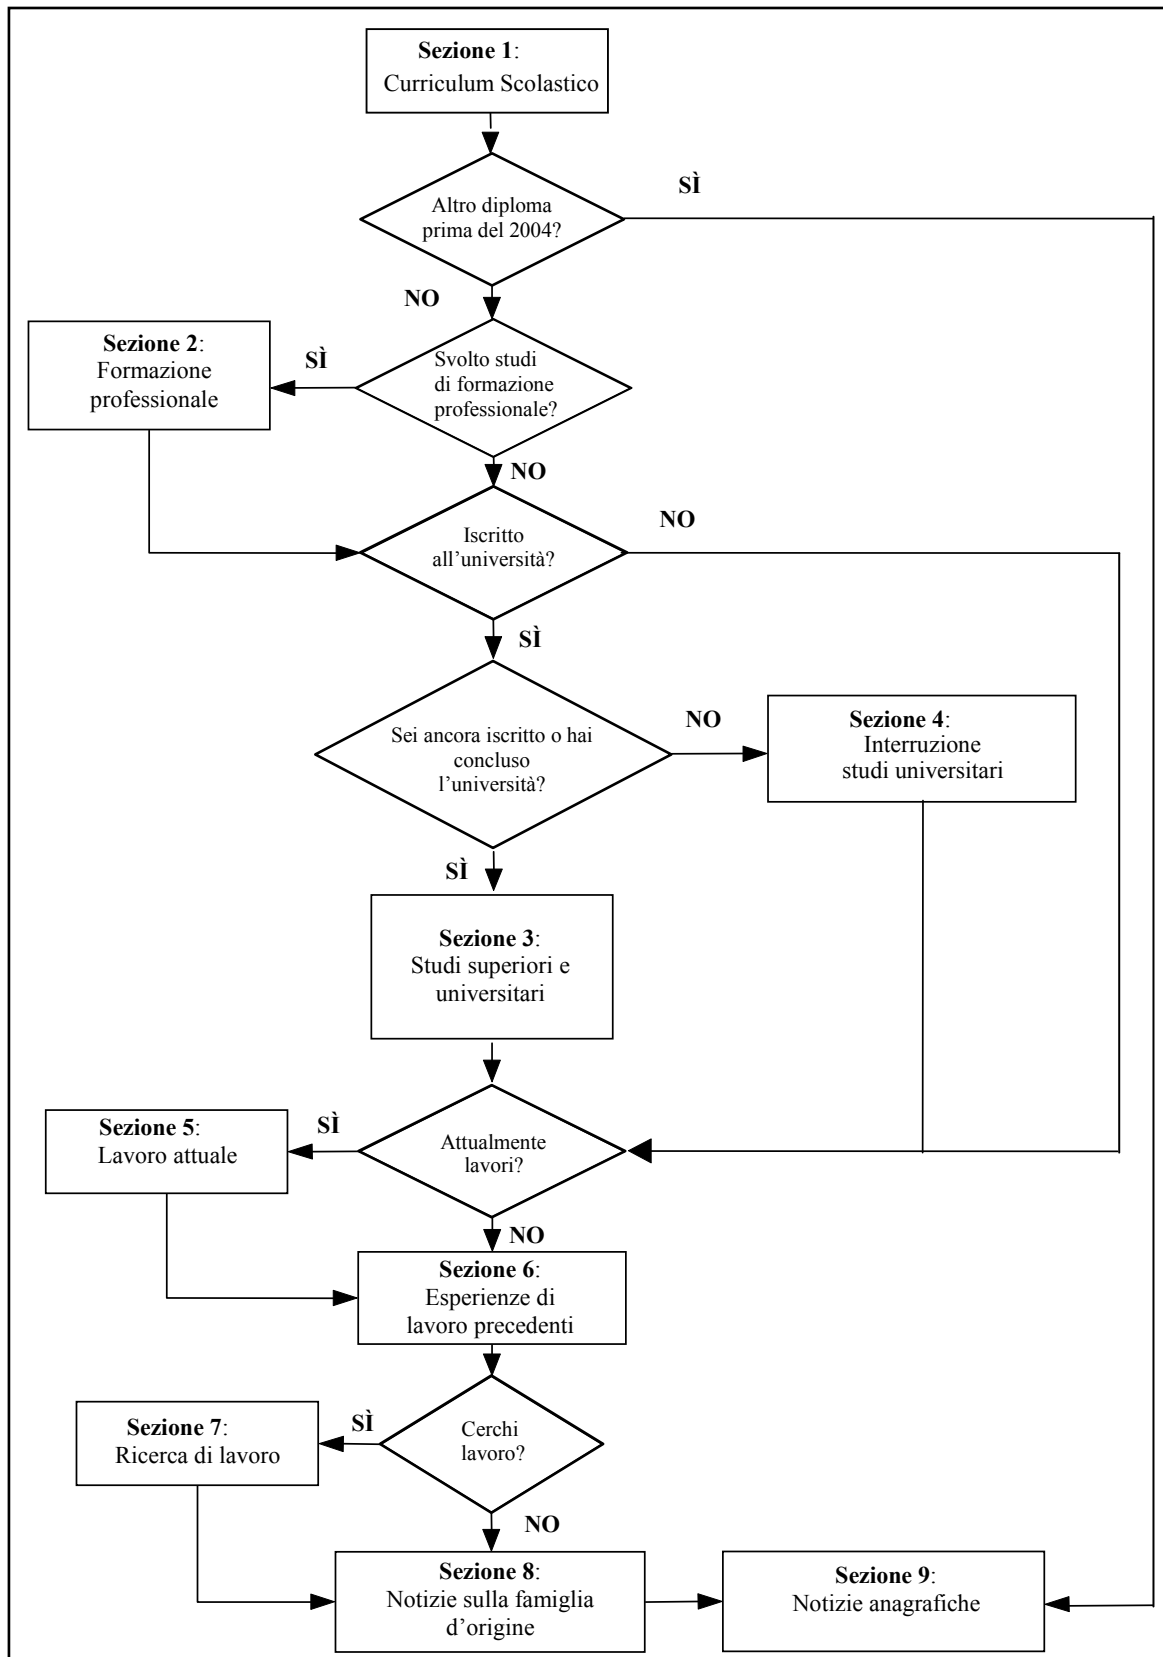 Sezione 1:
Curriculum Scolastico
SÌ
Altro diploma
prima del 2004?
NO
Sezione 2:
Formazione
professionale
SÌ
Svolto studi
di formazione
professionale?
NO
Iscritto
all’università?
NO
SÌ
Sei ancora iscritto o hai
concluso
l’università?
NO
Sezione 4:
Interruzione
studi universitari
SÌ
Sezione 3:
Studi superiori e
universitari
Sezione 5:
Lavoro attuale
SÌ
Attualmente
lavori?
NO
Sezione 6:
Esperienze di
lavoro precedenti
Sezione 7:
Ricerca di lavoro
SÌ
Cerchi
lavoro?
NO
Sezione 8:
Notizie sulla famiglia
d’origine
Sezione 9:
Notizie anagrafiche